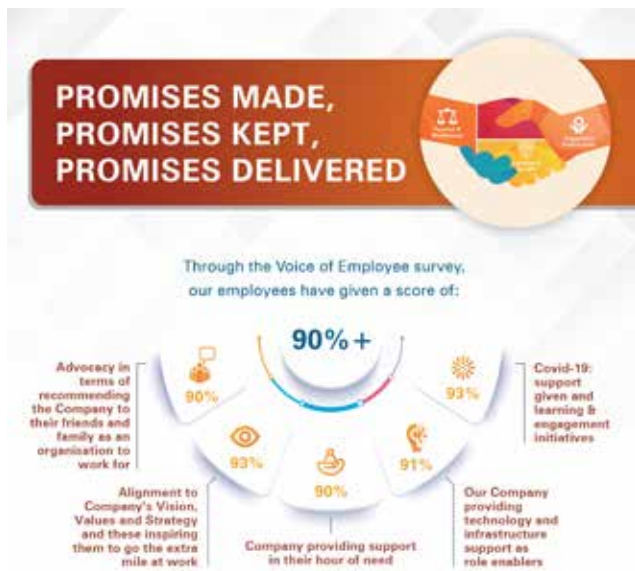 PROMISES MADE,
PROMISES KEPT,
PROMISES DELIVERED
Through the Voice of Employee survey,
our employees have given a score of:
90%+
Advocacy in
terms of
recommending
the Company to
their friends and
family as an
organisation to
work for
90%
93%
Alignment to
Company's Vision,
Values and Strategy
and these inspiring
them to go the extra
mile at work
90%
Company providing support
in their hour of need
91%
Our Company
providing
technology and
infrastructure
support as
role enablers
93%
Covid-19:
support
given and
learning &
engagement
initiatives